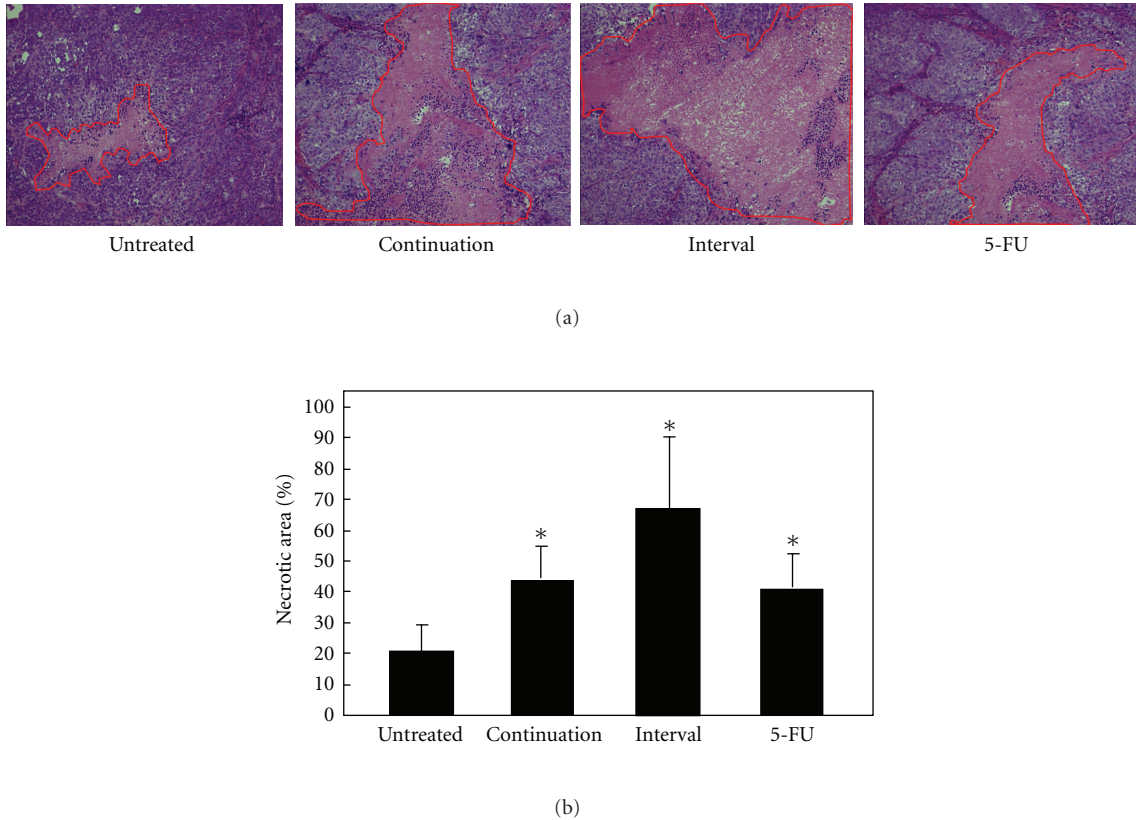 Untreated
Continuation
Interval
5-FU
(a)
100
90
80
70
60
50
40
30
20
10
0
Necrotic area (%)
*
*
*
Untreated
Continuation
Interval
5-FU
(b)